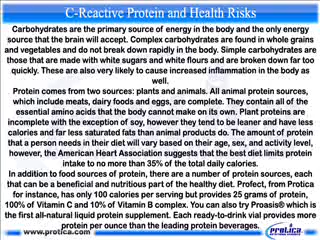 C-Reactive Protein and Health Risks
Carbohydrates are the primary source of energy in the body and the only energy
source that the brain will accept. Complex carbohydrates are found in whole grains
and vegetables and do not break down rapidly in the body. Simple carbohydrates are
those that are made with white sugars and white flours and are broken down far too
quickly. These are also very likely to cause increased inflammation in the body as
well.
Protein comes from two sources: plants and animals. All animal protein sources,
which include meats, dairy foods and eggs, are complete. They contain all of the
essential amino acids that the body cannot make on its own. Plant proteins are
incomplete with the exception of soy, however they tend to be leaner and have less
calories and far less saturated fats than animal products do. The amount of protein
that a person needs in their diet will vary based on their age, sex, and activity level,
however, the American Heart Association suggests that the best diet limits protein
intake to no more than 35% of the total daily calories.
In addition to food sources of protein, there are a number of protein sources, each
that can be a beneficial and nutritious part of the healthy diet. Profect, from Protica
for instance, has only 100 calories per serving but provides 25 grams of protein,
100% of Vitamin C and 10% of Vitamin B complex. You can also try Proasis® which is
the first all-natural liquid protein supplement. Each ready-to-drink vial provides more
protein per ounce than the leading protein beverages.
www.protica.com
protica